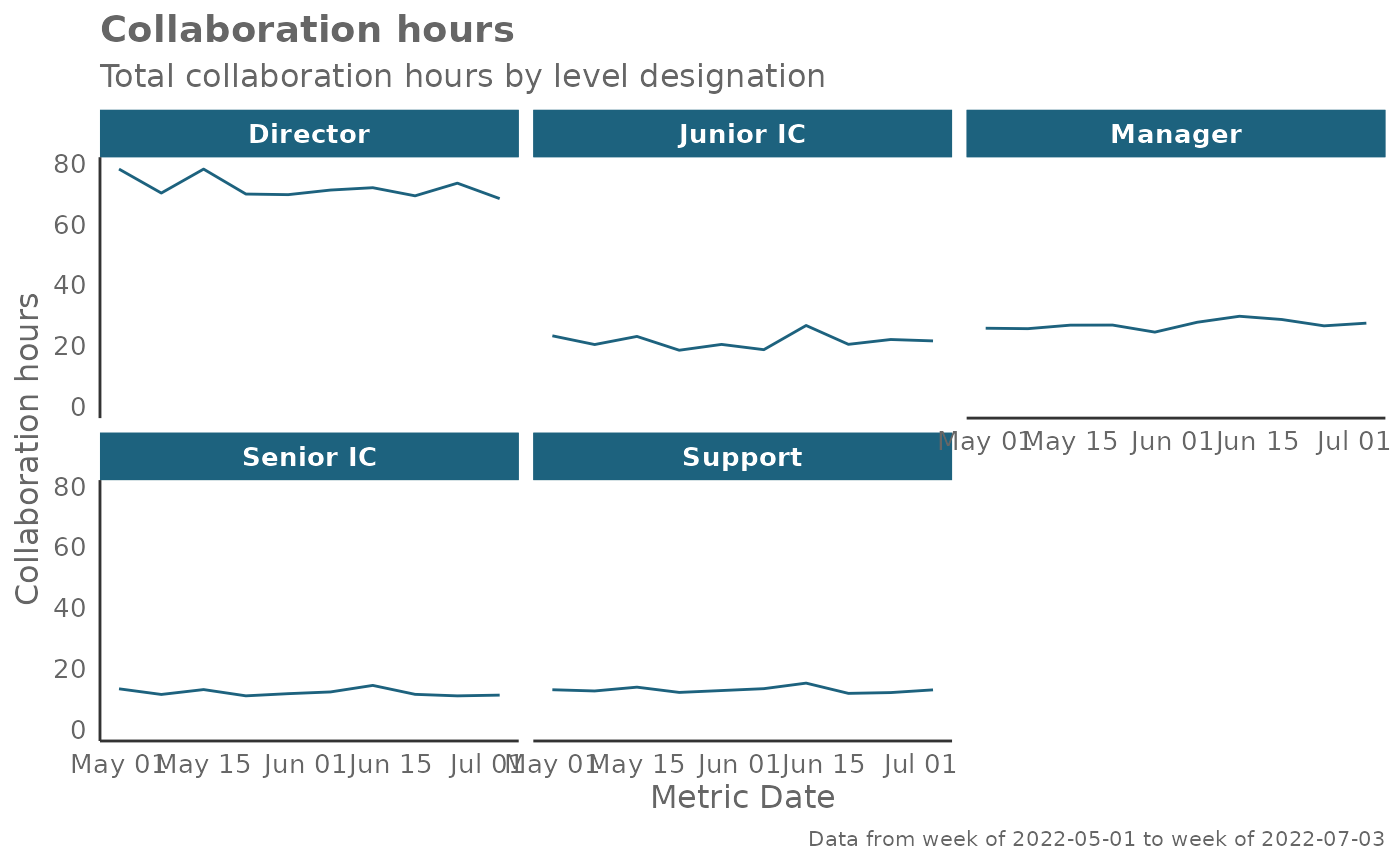 Collaboration hours
Total collaboration hours by level designation
Director
Junior IC
Manager
80
60
40
20
0
May 01 May 15 Jun 01 Jun 15 Jul 01
Senior IC
Support
80
60
40
20
0
May 01 May 15 Jun 01 Jun 15 Jul 01
May 01 May 15 Jun 01 Jun 15 Jul 01
Collaboration hours
Metric Date
Data from week of 2022-05-01 to week of 2022-07-03